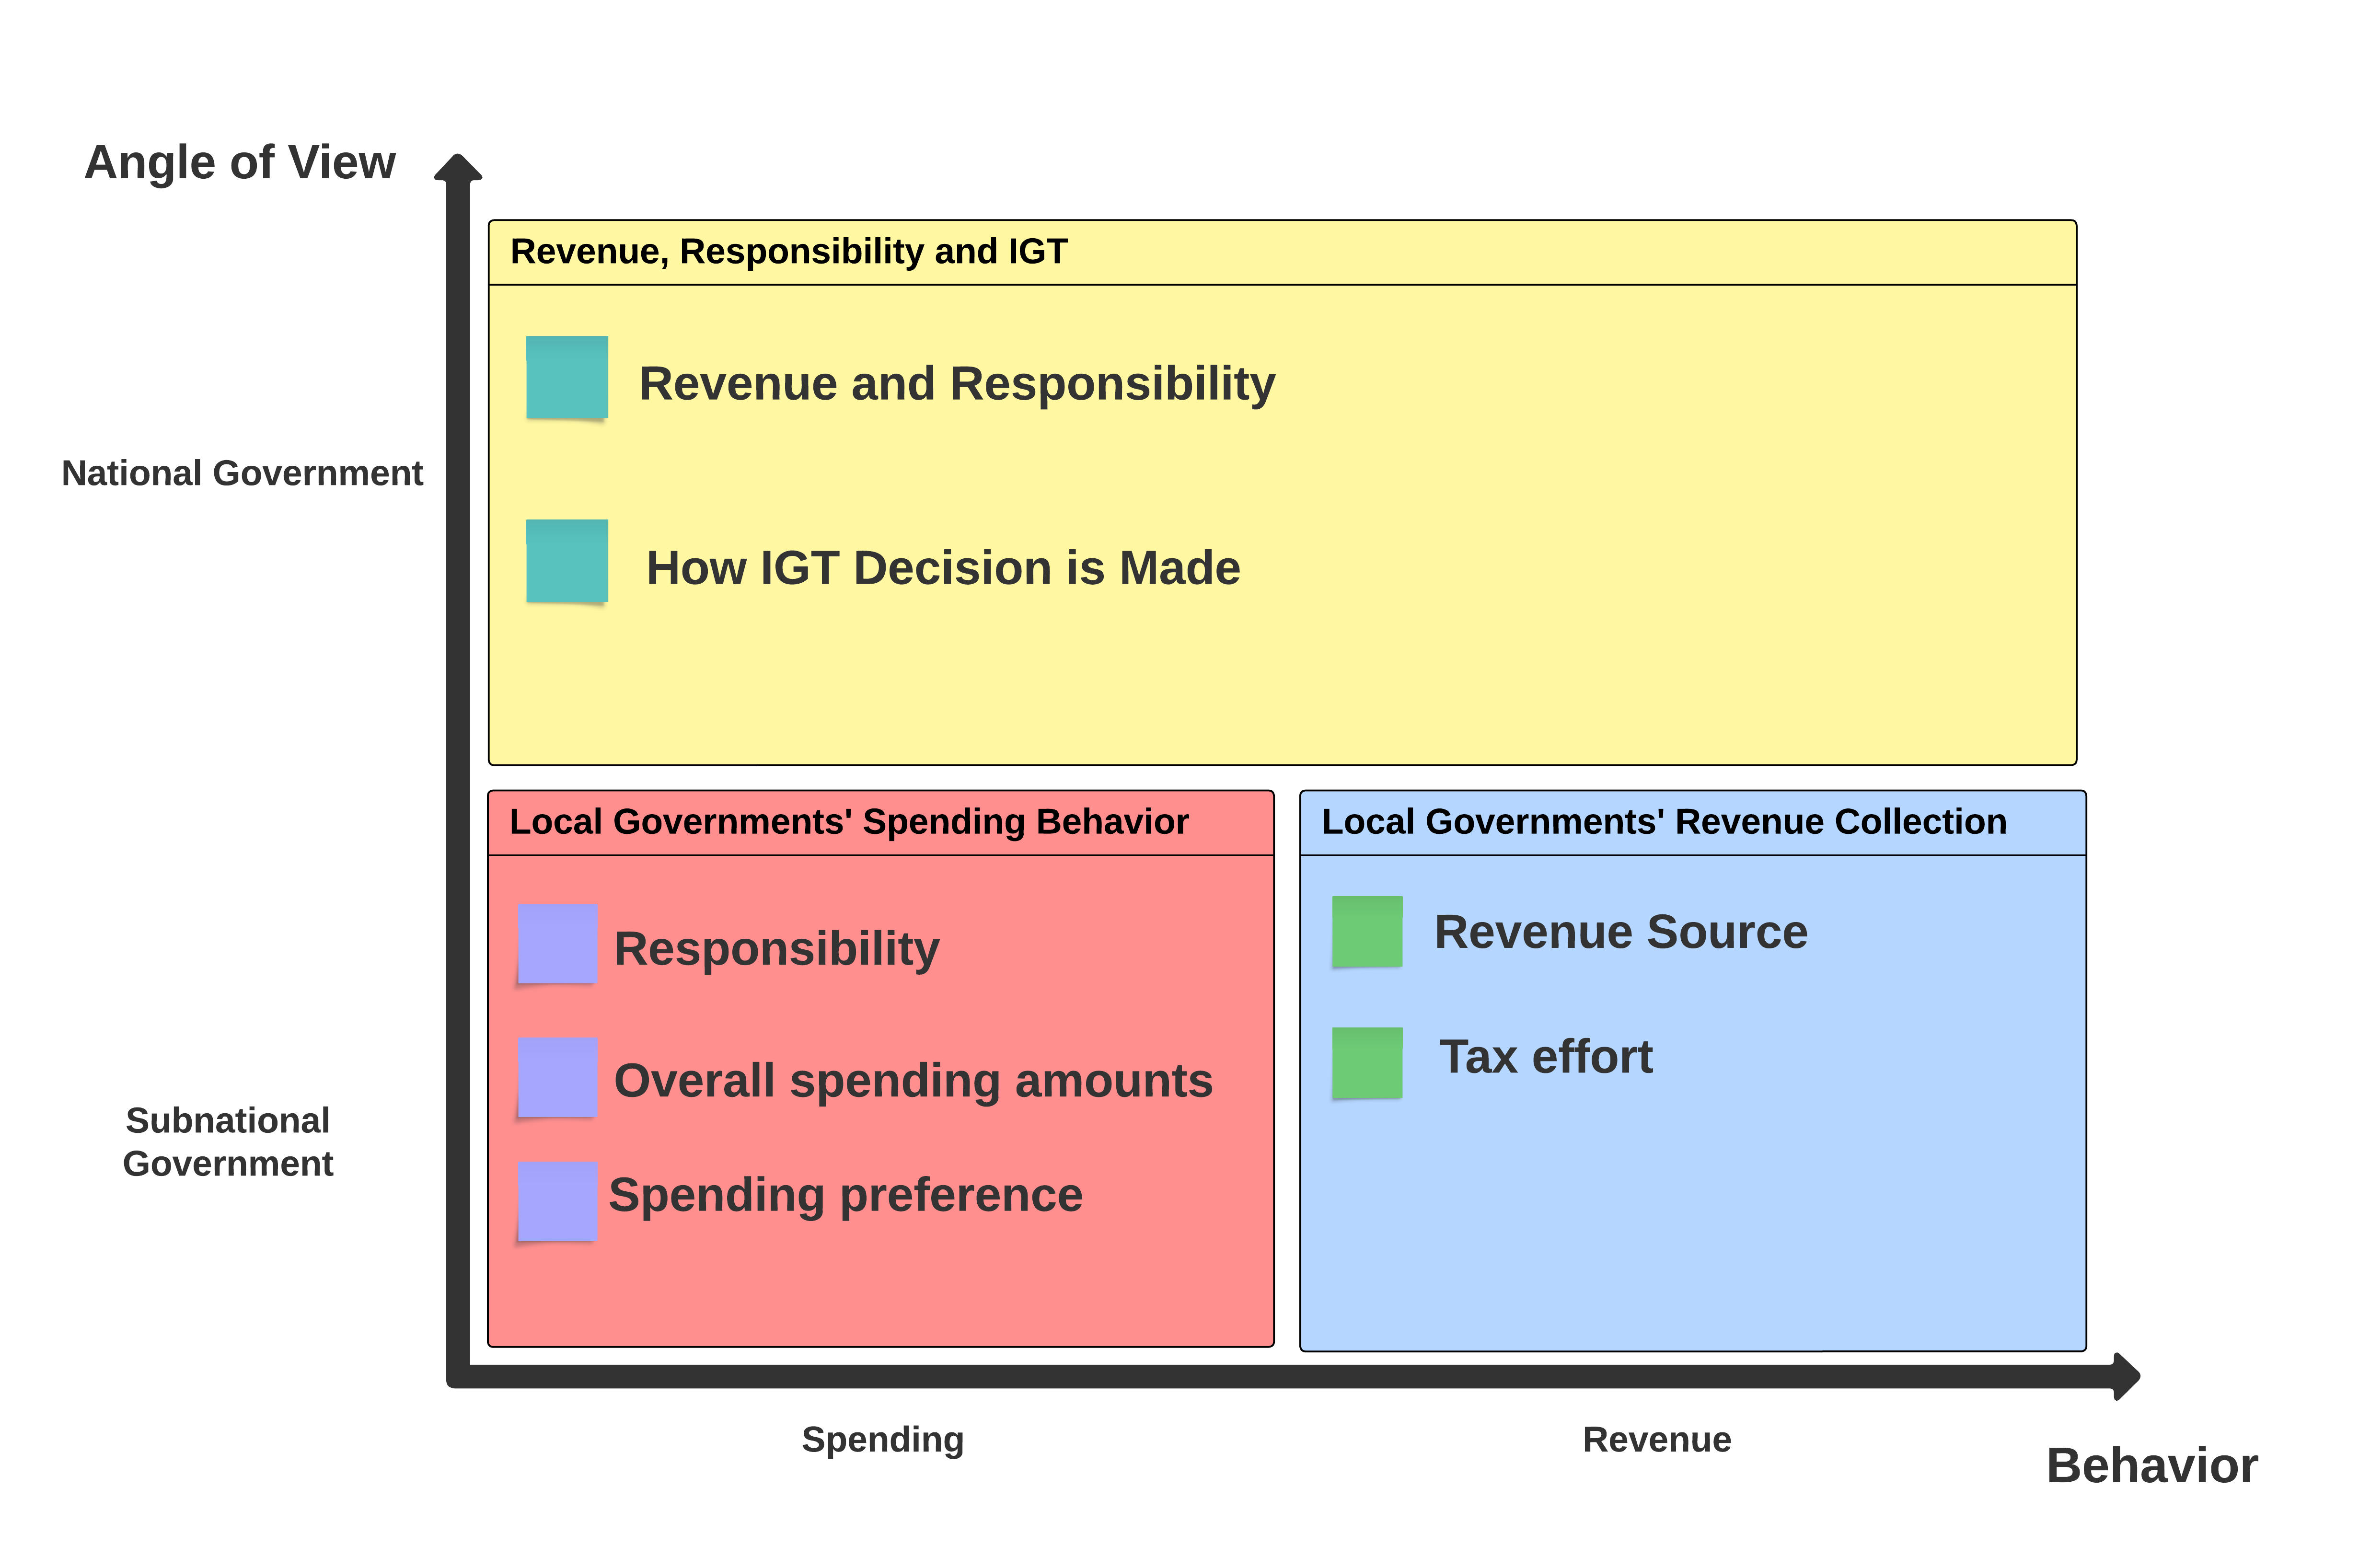 Angle of View
Revenue, Responsibility and IGT
Revenue and Responsibility
National Government
How IGT Decision is Made
Local Governments' Spending Behavior
Local Governments' Revenue Collection
Responsibility
Revenue Source
Overall spending amounts
Tax effort
Subnational
Government
Spending preference
Spending
Revenue
Behavior